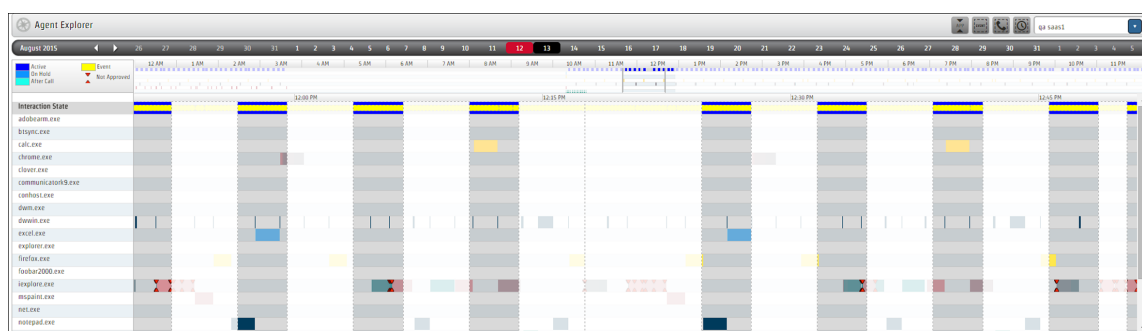 Agent Explorer
qa saas1
August 2015 26 27 28 29 30 31 1 2 3 4 5 6 7 8 9 10 11 12 13 14 15 16 17 18 19 20 21 22 23 24 25 26 27 28 29 30 31 1 2 3 4 5
Active Event
On Hold Not Approved
After Call
12 AM 1 AM 2 AM 3 AM 4 AM 5 AM 6 AM 7 AM 8 AM 9 AM 10 AM 11 AM 12 PM 1 PM 2 PM 3 PM 4 PM 5 PM 6 PM 7 PM 8 PM 9 PM 10 PM 11 PM
12:00 PM 12:15 PM 12:30 PM 12:45 PM
Interaction State
adobearm.exe
btsync.exe
calc.exe
chrome.exe
clover.exe
communicatork9.exe
conhost.exe
dwm.exe
dwwin.exe
excel.exe
explorer.exe
firefox.exe
foobar2000.exe
iexplore.exe
mspaint.exe
net.exe
notepad.exe